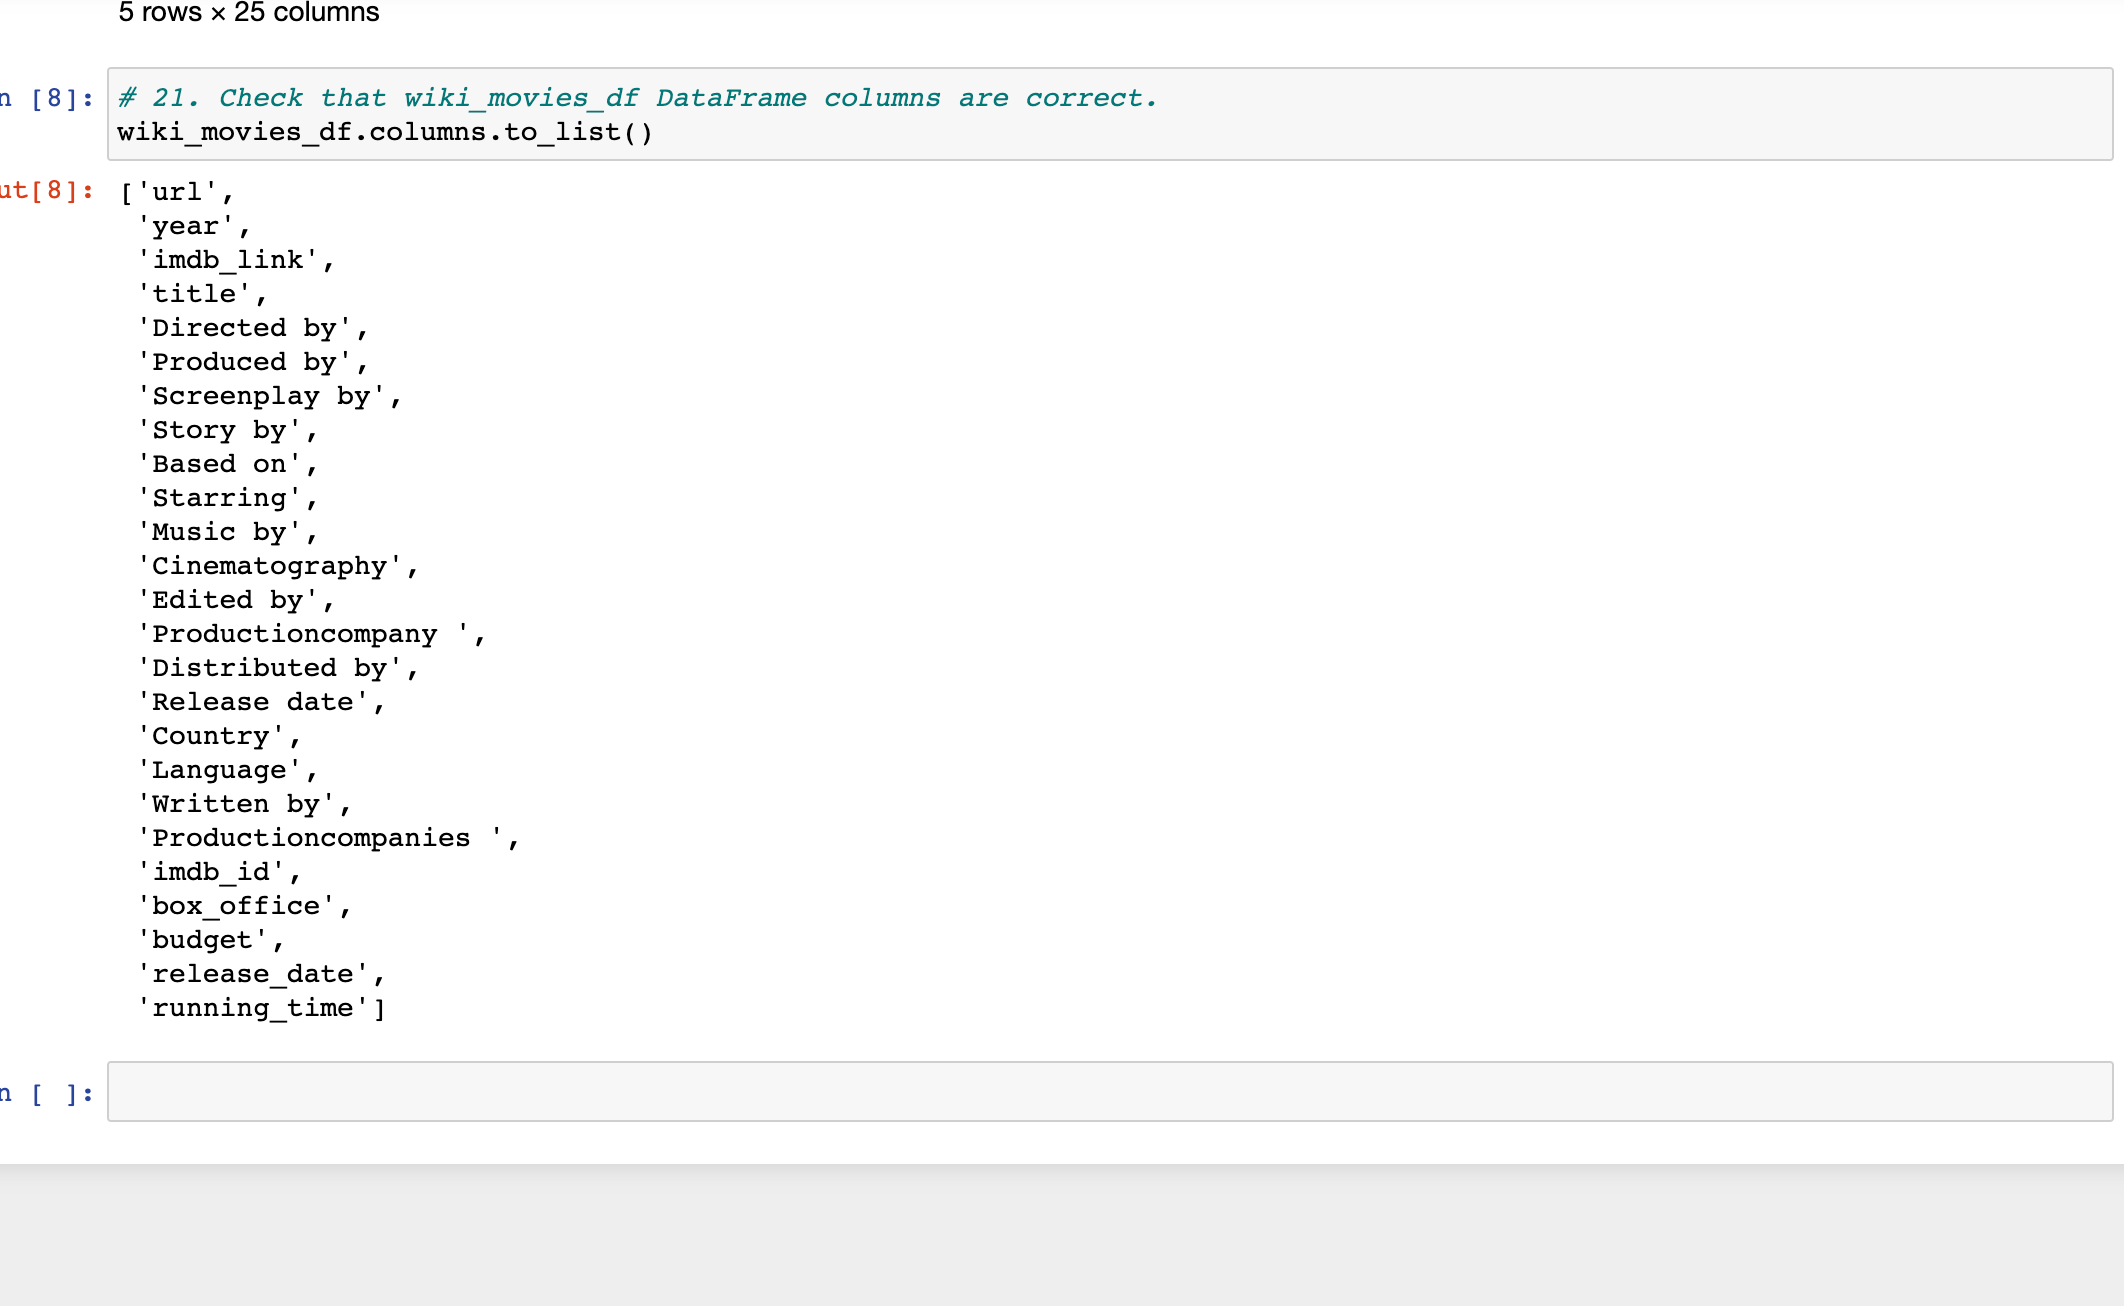 5 rows × 25 columns
n [8]:
# 21. Check that wiki_movies_df DataFrame columns are correct.
wiki_movies_df.columns.to_list()
ut[8]:
['url',
'year',
'imdb_link',
'title',
'Directed by',
'Produced by',
'Screenplay by',
'Story by',
'Based on',
'Starring',
'Music by',
'Cinematography',
'Edited by',
'Productioncompany ',
'Distributed by',
'Release date',
'Country',
'Language',
'Written by',
'Productioncompanies ',
'imdb_id',
'box_office',
'budget',
'release_date',
'running_time']
n [ ]: